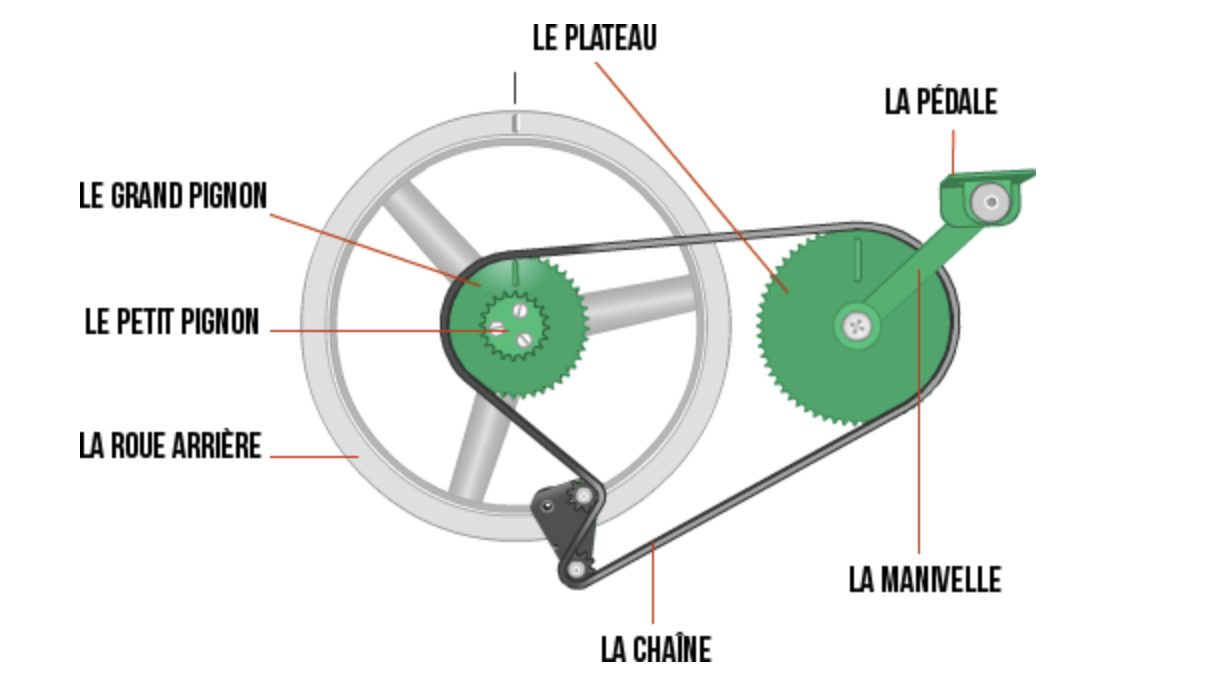 LE PLATEAU
LA PÉDALE
LE GRAND PIGNON
LE PETIT PIGNON
LA ROUE ARRIÈRE
LA MANIVELLE
LA CHAÎNE